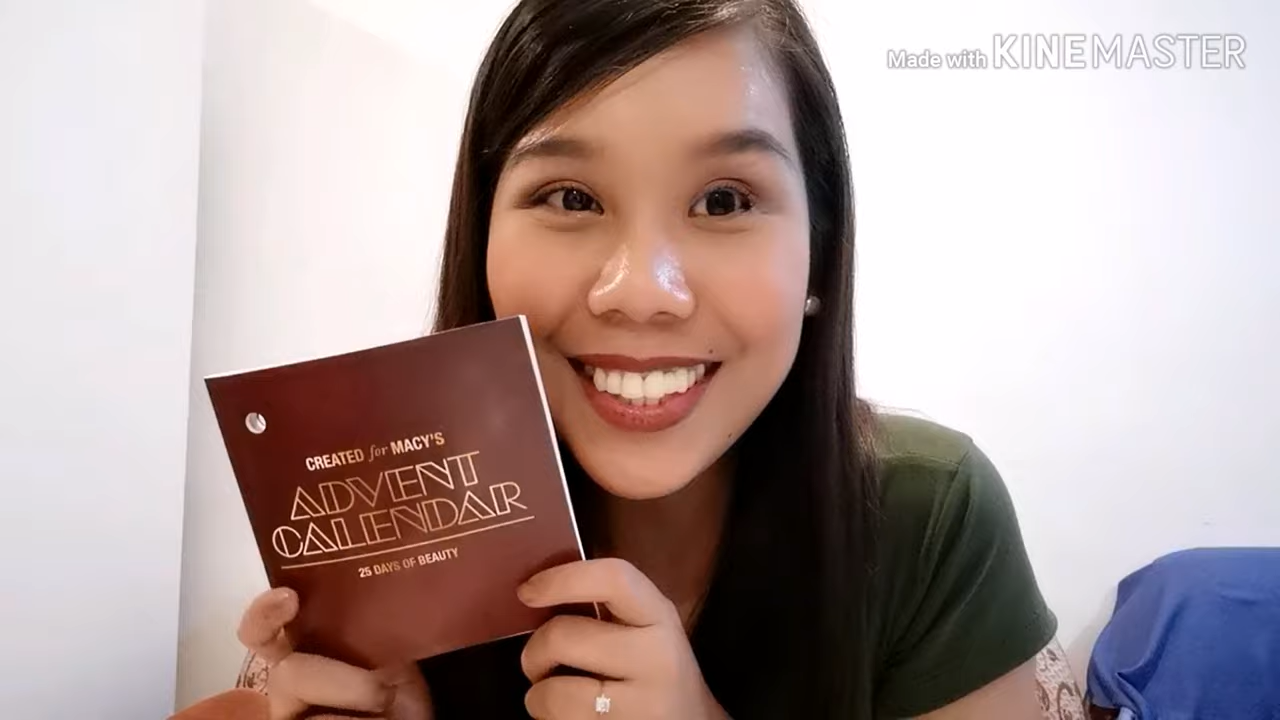 Made with KINEMASTER
CREATED for MACY'S
ADVENT
CALENDAR
25 DAYS OF BEAUTY